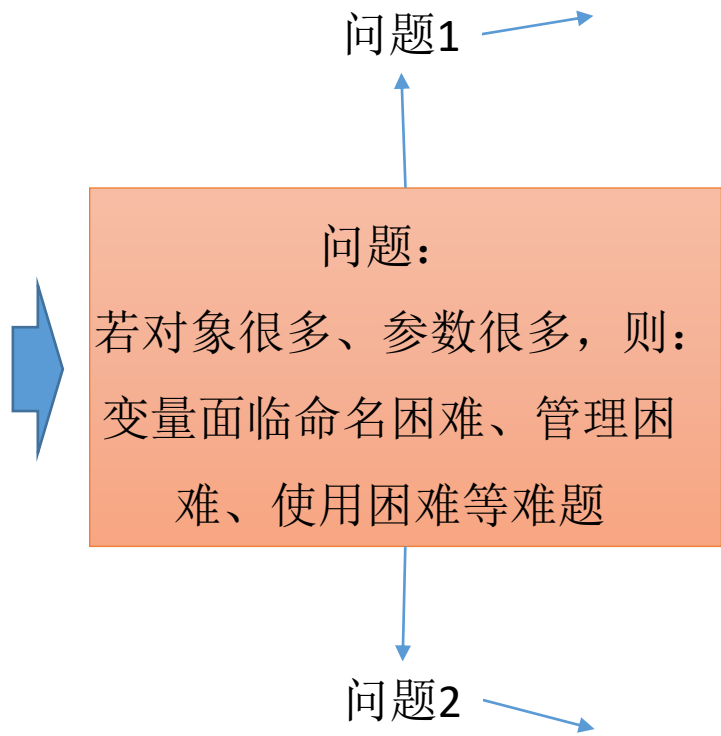 问题1
问题：
若对象很多、参数很多，则：
变量面临命名困难、管理困
难、使用困难等难题
问题2